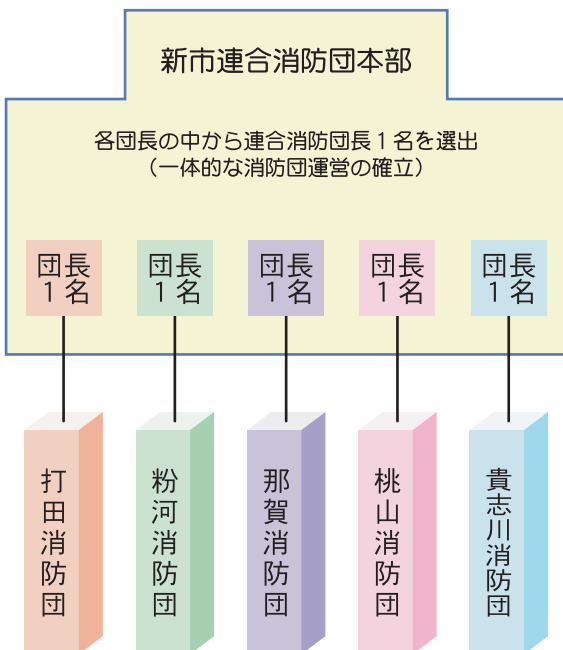 新市連合消防団本部
各団長の中から連合消防団長1名を選出
（一体的な消防団運営の確立）
団長
1名
団長
1名
団長
1名
団長
1名
団長
1名
打田消防団
粉河消防団
那賀消防団
桃山消防団
貴志川消防団